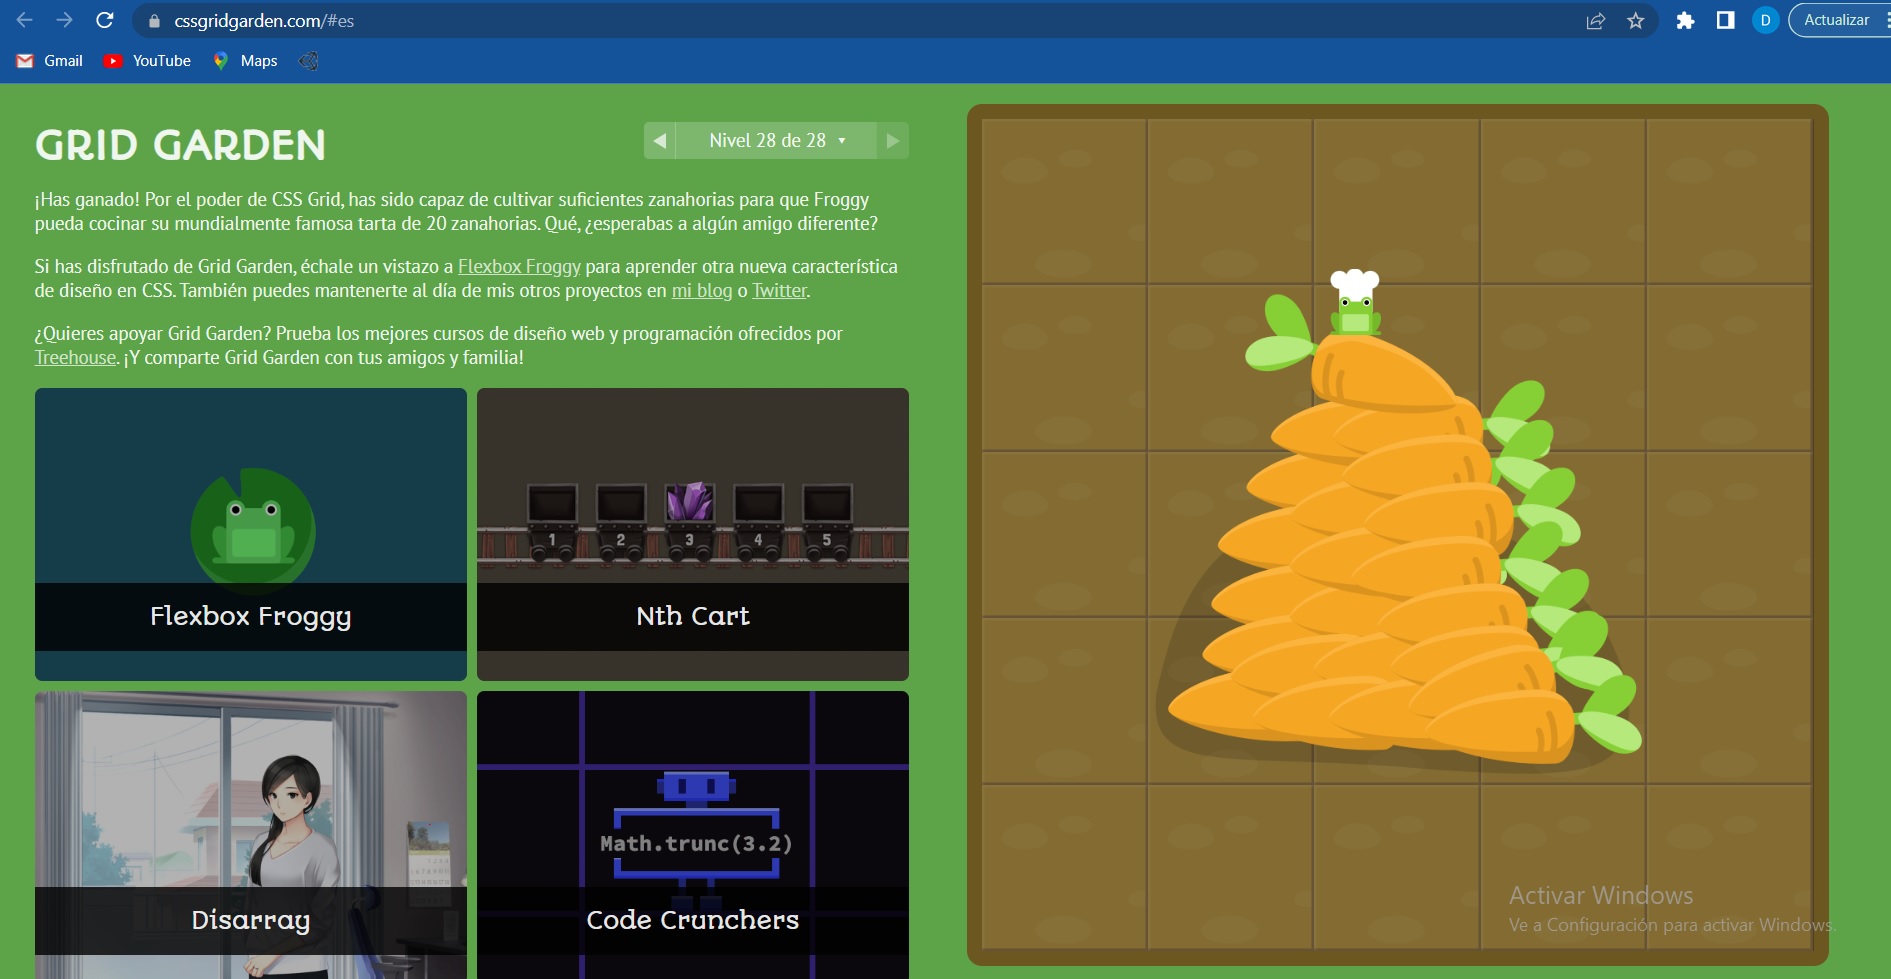 cssgridgarden.com/#es
D
Actualizar
Gmail
YouTube
Maps
GRID GARDEN
Nivel 28 de 28
¡Has ganado! Por el poder de CSS Grid, has sido capaz de cultivar suficientes zanahorias para que Froggy
pueda cocinar su mundialmente famosa tarta de 20 zanahorias. Qué, ¿esperabas a algún amigo diferente?
Si has disfrutado de Grid Garden, échale un vistazo a Flexbox Froggy para aprender otra nueva característica
de diseño en CSS. También puedes mantenerte al día de mis otros proyectos en mi blog o Twitter.
¿Quieres apoyar Grid Garden? Prueba los mejores cursos de diseño web y programación ofrecidos por
Treehouse. ¡Y comparte Grid Garden con tus amigos y familia!
1 2 3 4 5
Flexbox Froggy
Nth Cart
Math.trunc(3.2)
Disarray
Code Crunchers
Activar Windows
Ve a Configuración para activar Windows.